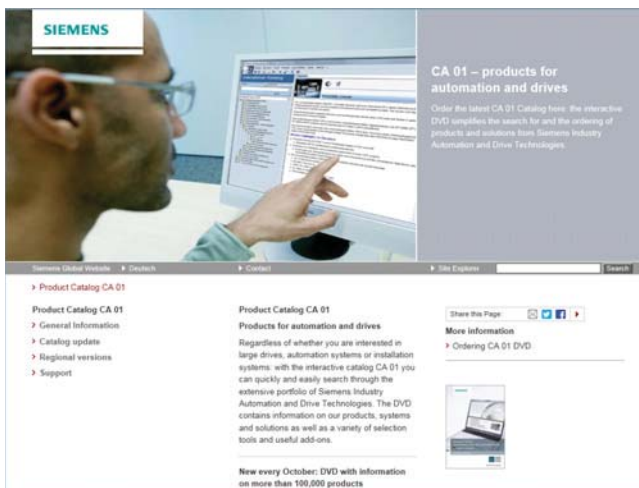 SIEMENS
CA 01 – products for
automation and drives
Order the latest CA 01 Catalog here: the interactive
DVD simplifies the search for and the ordering of
products and solutions from Siemens Industry
Automation and Drive Technologies.
Siemens Global Website
Deutsch
Contact
Site Explorer
Search
Product Catalog CA 01
Product Catalog CA 01
General Information
Catalog update
Regional versions
Support
Product Catalog CA 01
Products for automation and drives
Regardless of whether you are interested in
large drives, automation systems or installation
systems: with the interactive catalog CA 01 you
can quickly and easily search through the
extensive portfolio of Siemens Industry
Automation and Drive Technologies. The DVD
contains information on our products, systems
and solutions as well as a variety of selection
tools and useful add-ons.
New every October: DVD with information
on more than 100,000 products
Share this Page:
More information
Ordering CA 01 DVD